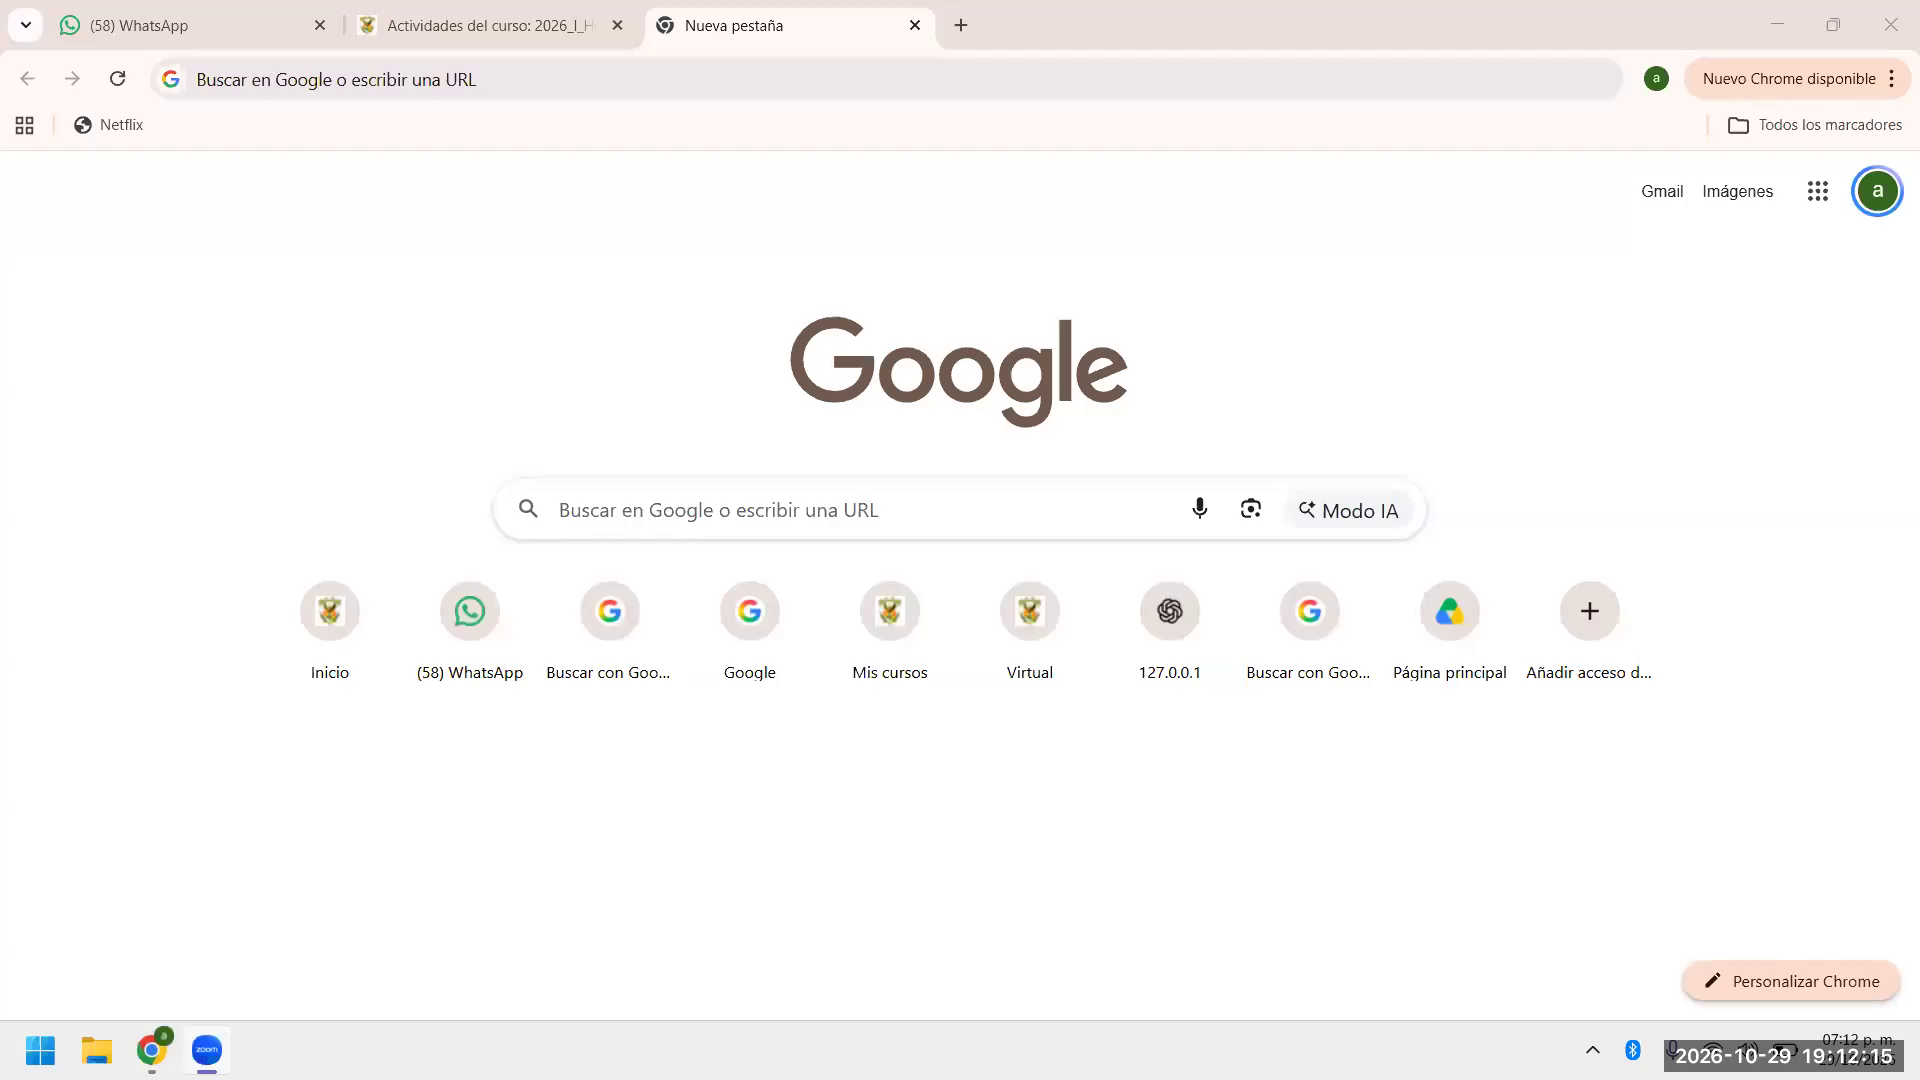 (58) WhatsApp
Actividades del curso: 2026_I_H
Nueva pestaña
Buscar en Google o escribir una URL
a
Nuevo Chrome disponible
Netflix
Todos los marcadores
Gmail
Imágenes
a
Google
Buscar en Google o escribir una URL
Modo IA
Inicio
(58) WhatsApp
Buscar con Goo...
Google
Mis cursos
Virtual
127.0.0.1
Buscar con Goo...
Página principal
Añadir acceso d...
Personalizar Chrome
a
zoom
07:12 p. m.
2026-10-29 19:12:15